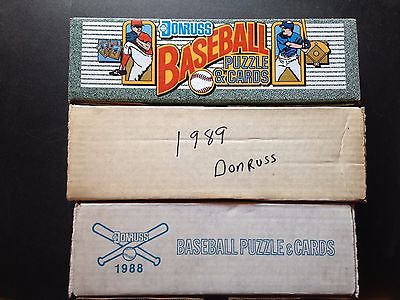 DONRUSS
BASEBALL
PUZZLE
& CARDS
1989
DONRUSS
DONRUSS
1988
BASEBALL PUZZLE & CARDS